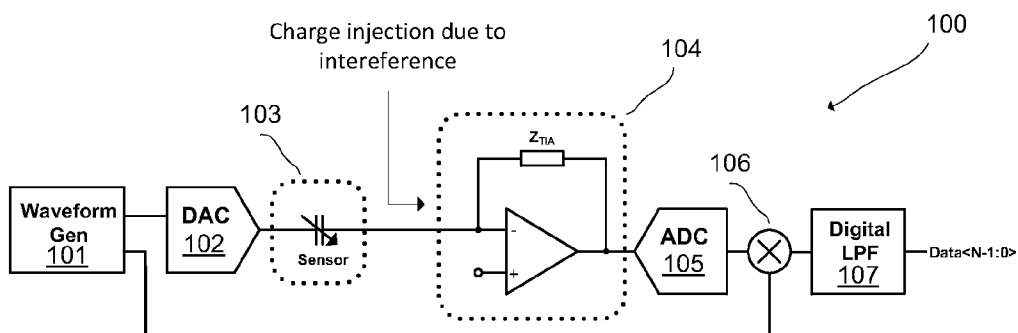 Charge injection due to
intereference
100
104
103
Z_TIA
106
Waveform
Gen
101
DAC
102
Sensor
-
+
ADC
105
Digital
LPF
107
Data<N-1:0>